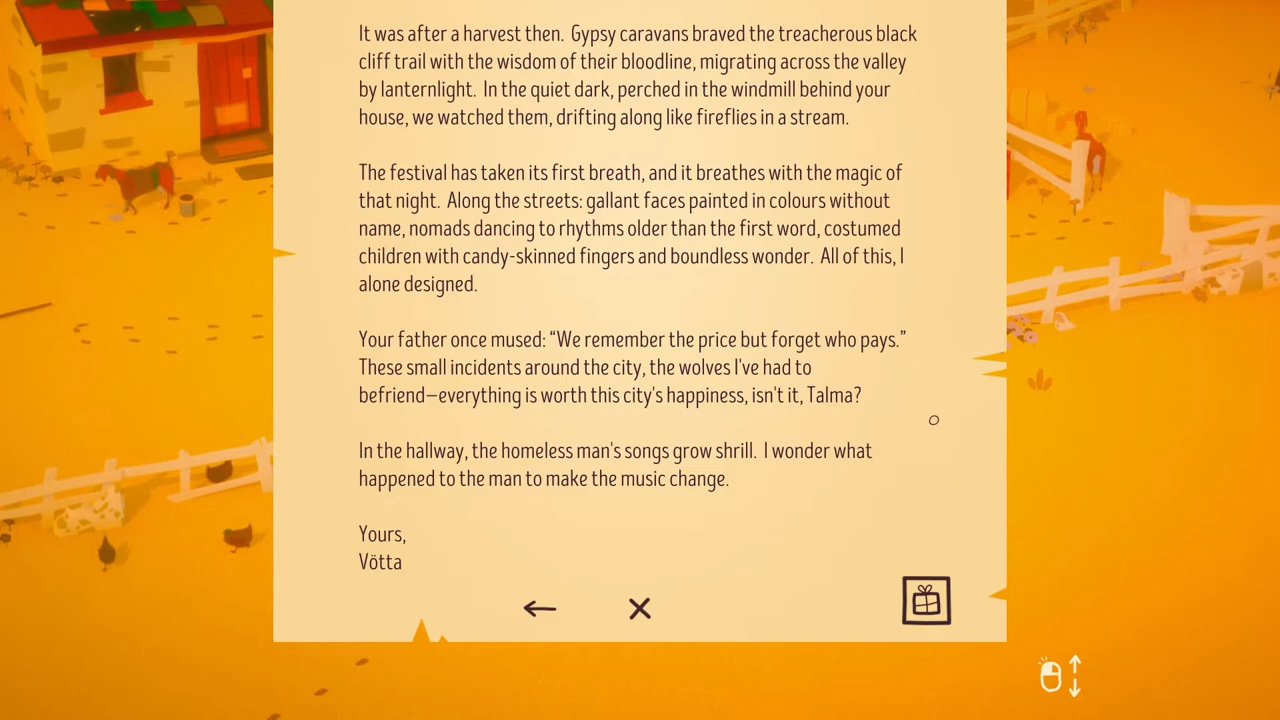 It was after a harvest then.  Gypsy caravans braved the treacherous black
cliff trail with the wisdom of their bloodline, migrating across the valley
by lanternlight.  In the quiet dark, perched in the windmill behind your
house, we watched them, drifting along like fireflies in a stream.
The festival has taken its first breath, and it breathes with the magic of
that night.  Along the streets: gallant faces painted in colours without
name, nomads dancing to rhythms older than the first word, costumed
children with candy-skinned fingers and boundless wonder.  All of this, I
alone designed.
Your father once mused: “We remember the price but forget who pays.”
These small incidents around the city, the wolves I've had to
befriend—everything is worth this city's happiness, isn't it, Talma?
In the hallway, the homeless man's songs grow shrill.  I wonder what
happened to the man to make the music change.
Yours,
Vötta